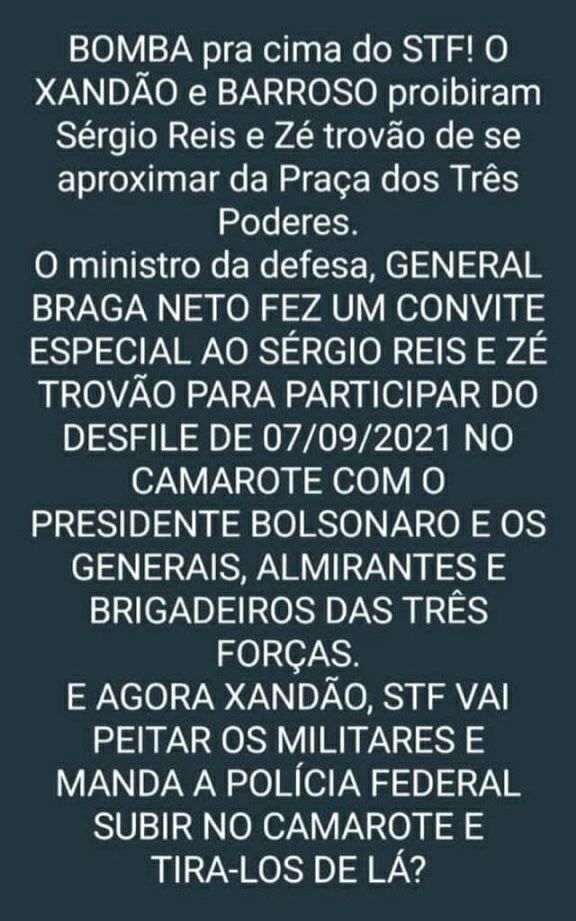 BOMBA pra cima do STF! O
XANDÃO e BARROSO proibiram
Sérgio Reis e Zé trovão de se
aproximar da Praça dos Três
Poderes.
O ministro da defesa, GENERAL
BRAGA NETO FEZ UM CONVITE
ESPECIAL AO SÉRGIO REIS E ZÉ
TROVÃO PARA PARTICIPAR DO
DESFILE DE 07/09/2021 NO
CAMAROTE COM O
PRESIDENTE BOLSONARO E OS
GENERAIS, ALMIRANTES E
BRIGADEIROS DAS TRÊS
FORÇAS.
E AGORA XANDÃO, STF VAI
PEITAR OS MILITARES E
MANDA A POLÍCIA FEDERAL
SUBIR NO CAMAROTE E
TIRA-LOS DE LÁ?